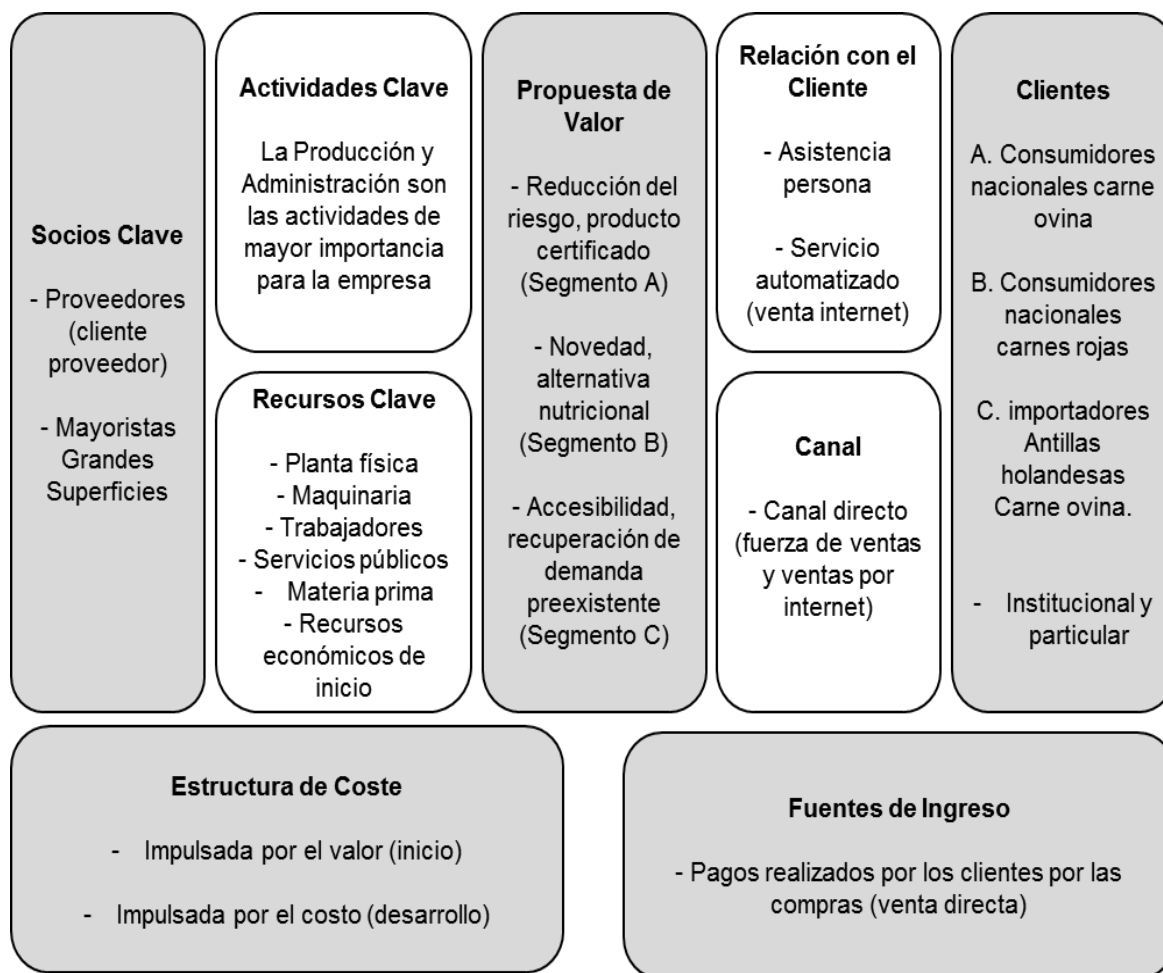 Socios Clave
- Proveedores
(cliente
proveedor)
- Mayoristas
Grandes
Superficies
Actividades Clave
La Producción y
Administración son
las actividades de
mayor importancia
para la empresa
Recursos Clave
- Planta física
- Maquinaria
- Trabajadores
- Servicios públicos
- Materia prima
- Recursos
económicos de
inicio
Propuesta de
Valor
- Reducción del
riesgo, producto
certificado
(Segmento A)
- Novedad,
alternativa
nutricional
(Segmento B)
- Accesibilidad,
recuperación de
demanda
preexistente
(Segmento C)
Relación con el
Cliente
- Asistencia
persona
- Servicio
automatizado
(venta internet)
Canal
- Canal directo
(fuerza de ventas
y ventas por
internet)
Clientes
A. Consumidores
nacionales carne
ovina
B. Consumidores
nacionales
carnes rojas
C. importadores
Antillas
holandesas
Carne ovina.
- Institucional y
particular
Estructura de Coste
- Impulsada por el valor (inicio)
- Impulsada por el costo (desarrollo)
Fuentes de Ingreso
- Pagos realizados por los clientes por las
compras (venta directa)